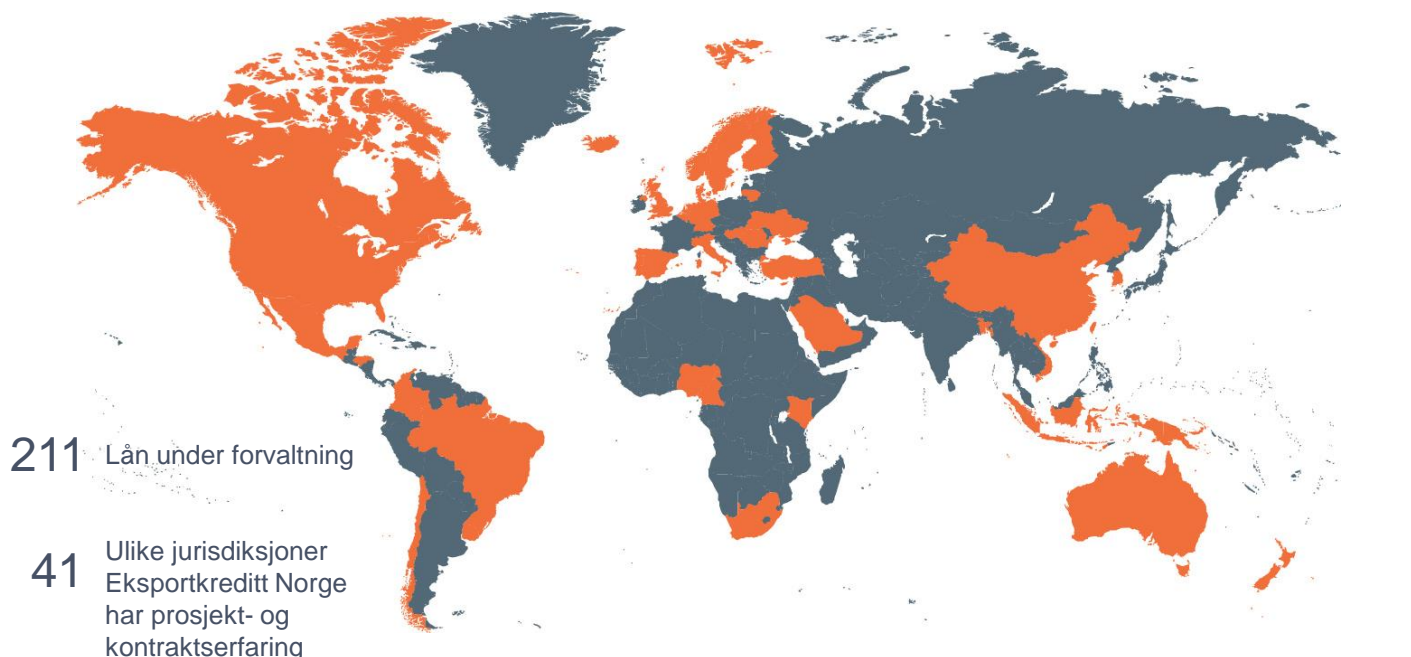 211 Lån under forvaltning
41 Ulike jurisdiksjoner
Eksportkreditt Norge
har prosjekt- og
kontraktserfaring